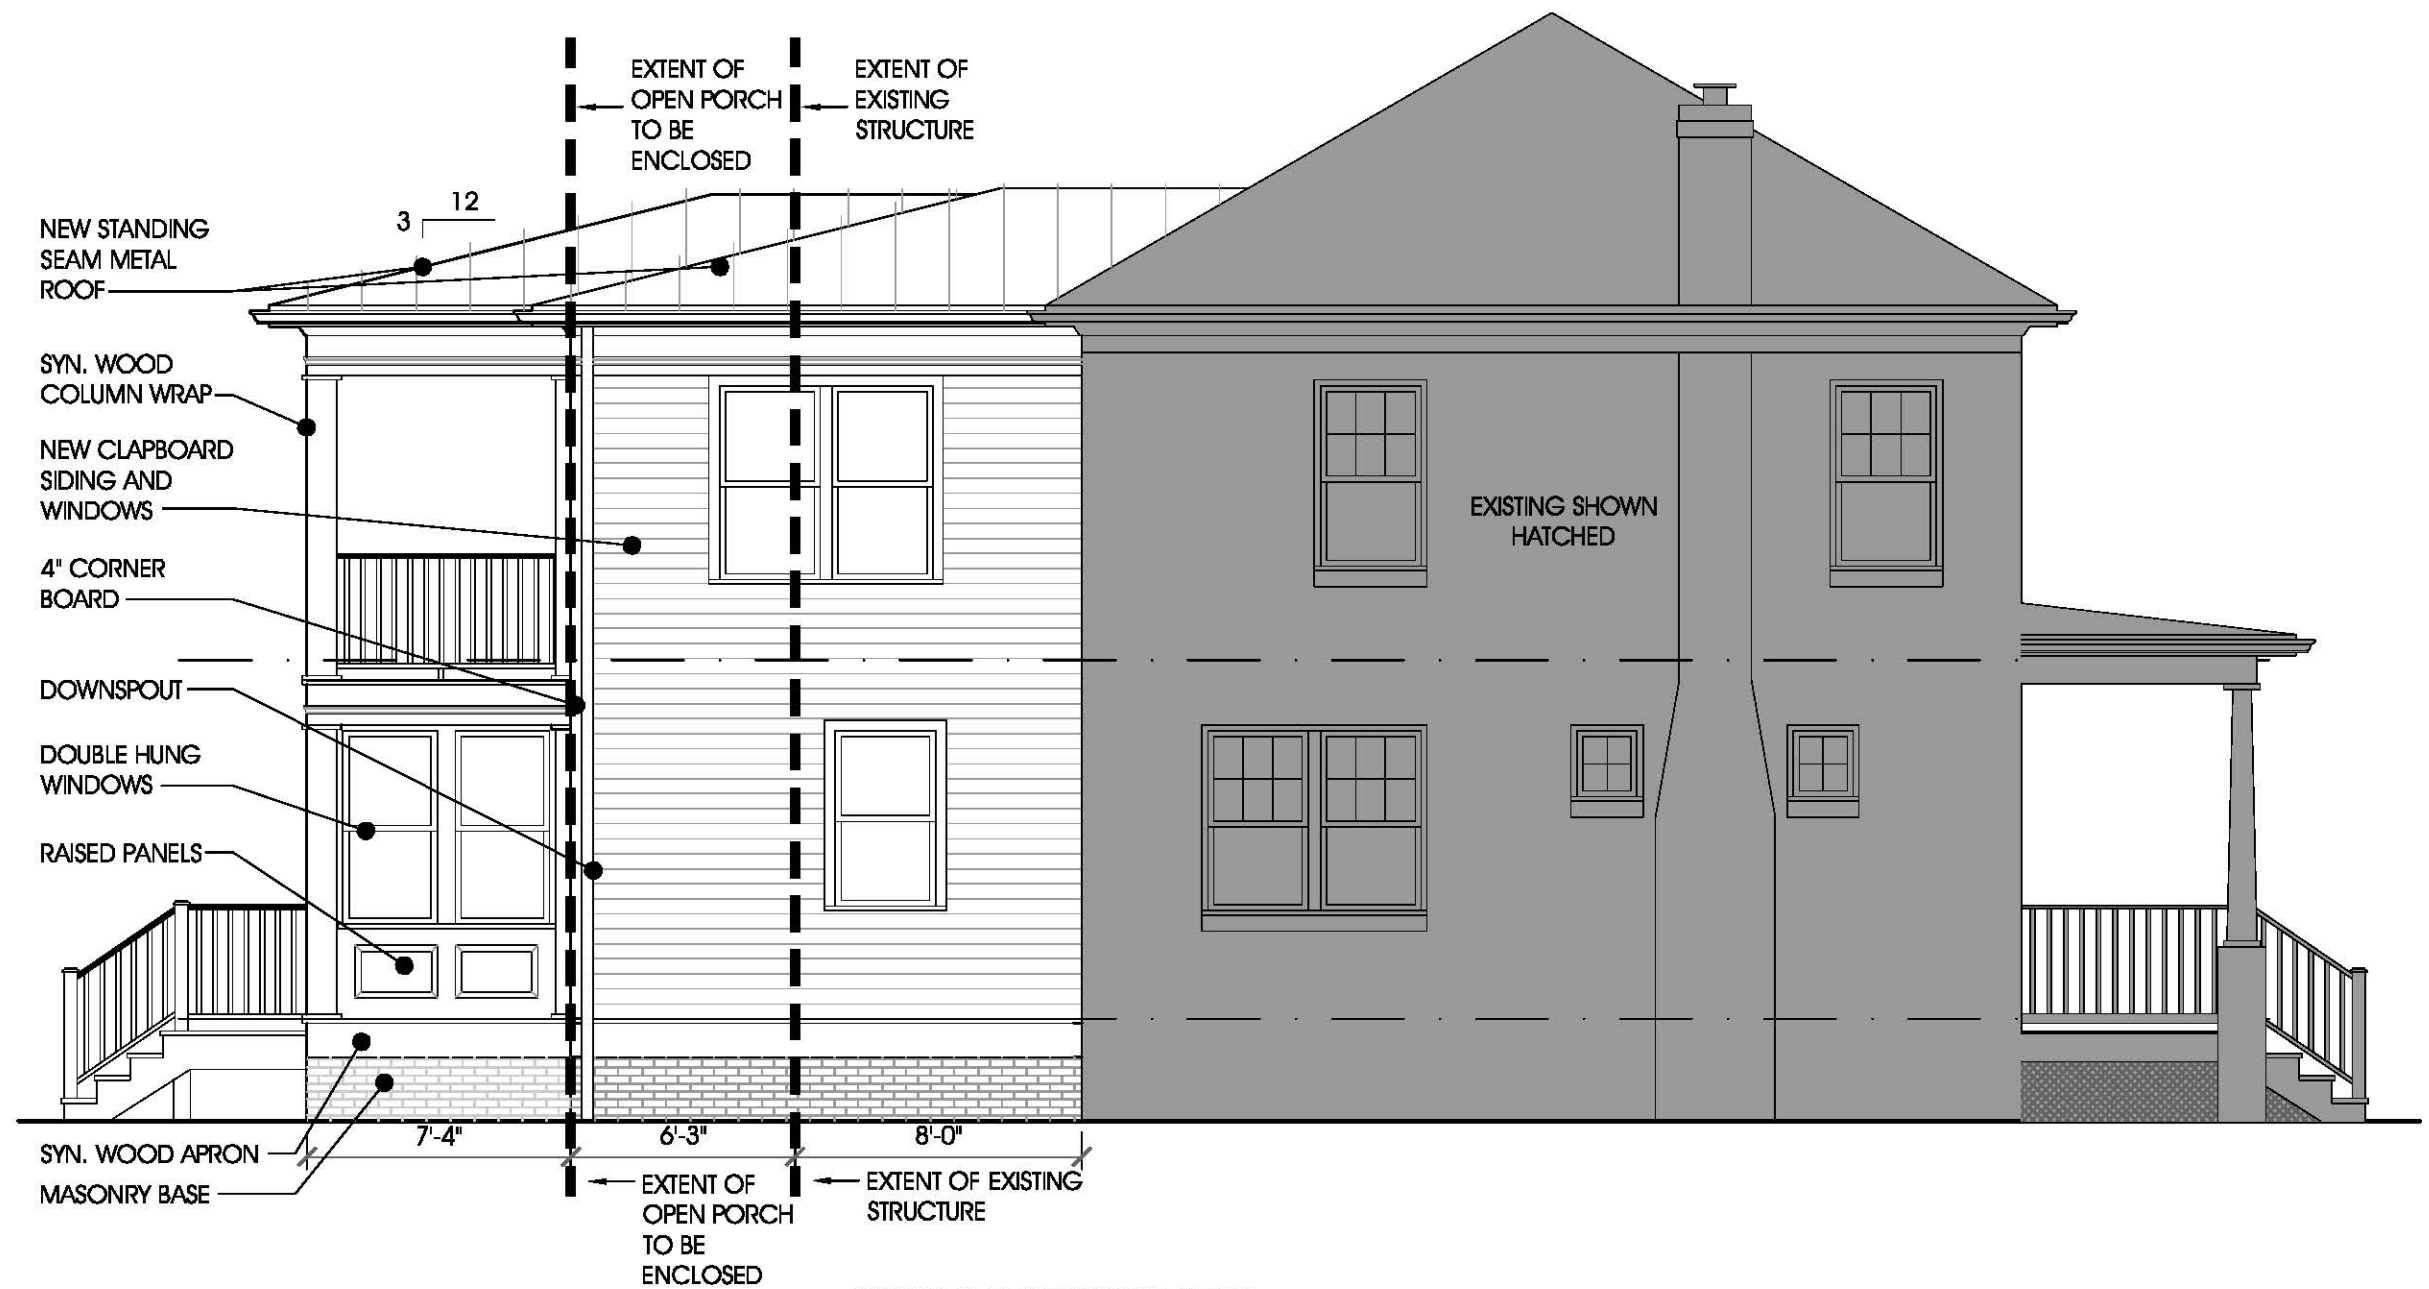 EXTENT OF
OPEN PORCH
TO BE
ENCLOSED
EXTENT OF
EXISTING
STRUCTURE
12
3
NEW STANDING
SEAM METAL
ROOF
SYN. WOOD
COLUMN WRAP
NEW CLAPBOARD
SIDING AND
WINDOWS
4" CORNER
BOARD
DOWNSPOUT
DOUBLE HUNG
WINDOWS
RAISED PANELS
EXISTING SHOWN
HATCHED
7'-4"
6'-3"
8'-0"
SYN. WOOD APRON
MASONRY BASE
EXTENT OF
OPEN PORCH
TO BE
ENCLOSED
EXTENT OF EXISTING
STRUCTURE